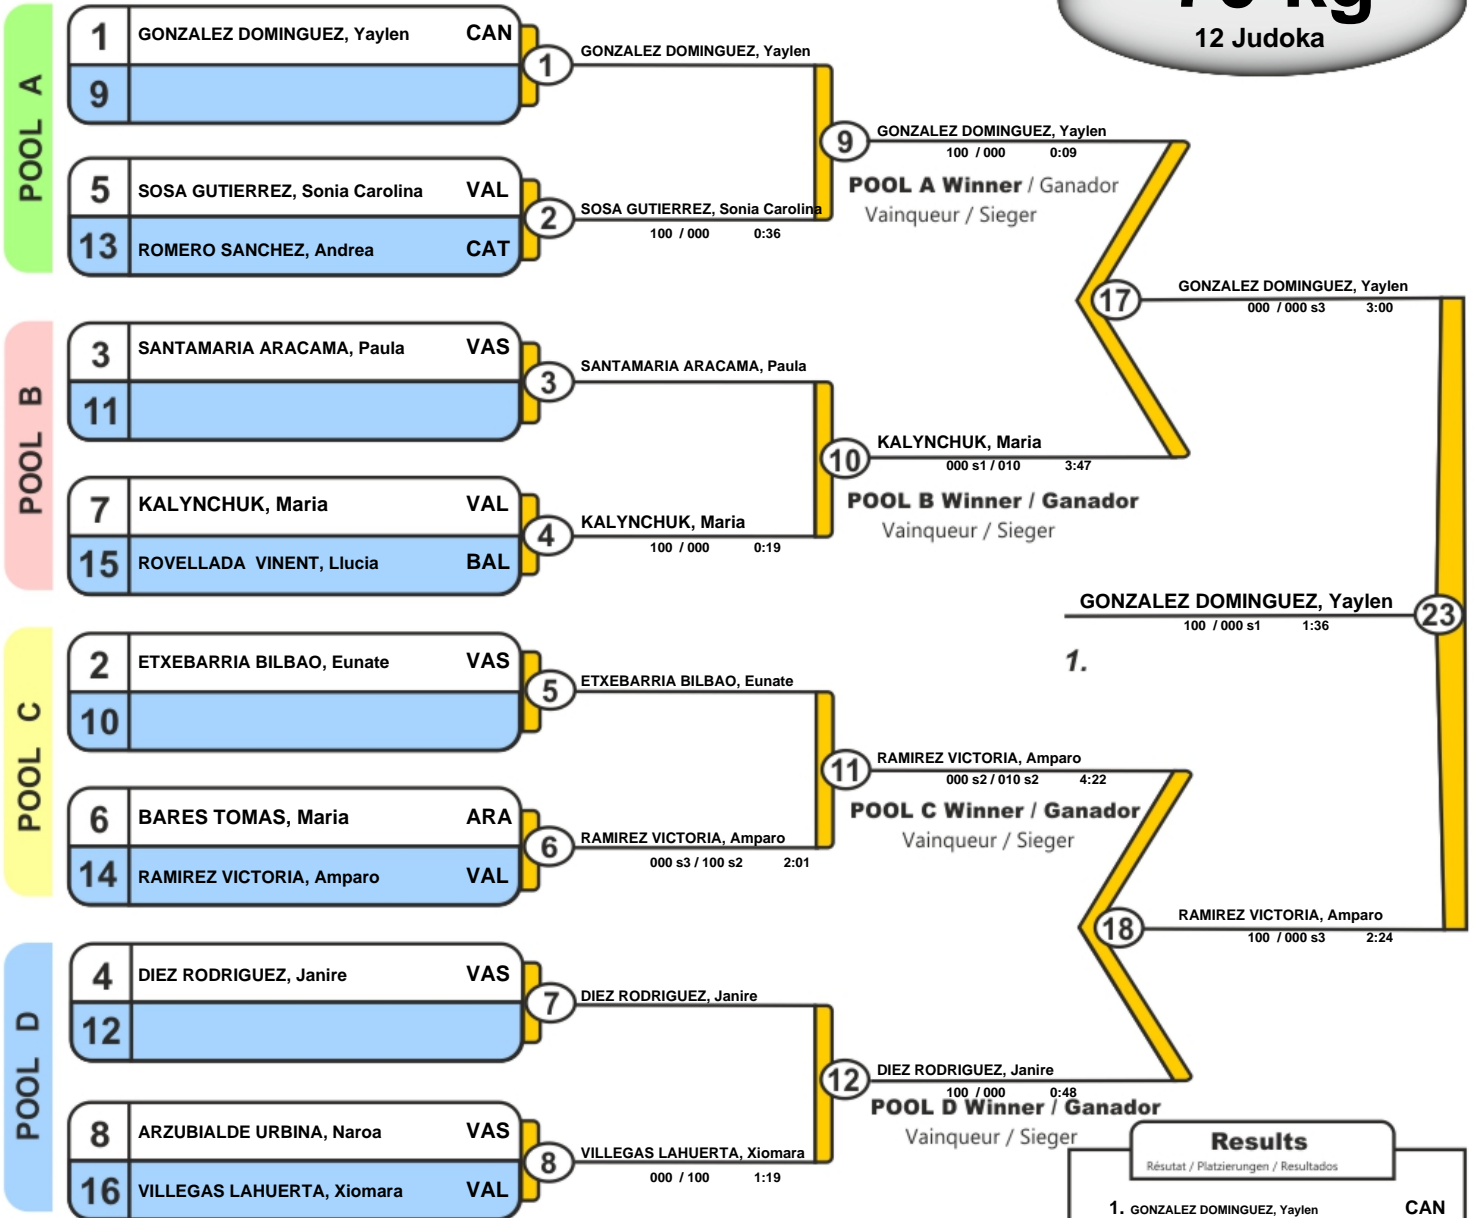 12 Judoka
POOL A
1 GONZALEZ DOMINGUEZ, Yaylen CAN
9
1
GONZALEZ DOMINGUEZ, Yaylen
5 SOSA GUTIERREZ, Sonia Carolina VAL
13 ROMERO SANCHEZ, Andrea CAT
2
SOSA GUTIERREZ, Sonia Carolina
100 / 000 0:36
9
GONZALEZ DOMINGUEZ, Yaylen
100 / 000 0:09
POOL A Winner / Ganador
Vainqueur / Sieger
POOL B
3 SANTAMARIA ARACAMA, Paula VAS
11
3
SANTAMARIA ARACAMA, Paula
7 KALYNCHUK, Maria VAL
15 ROVELLADA VINENT, Llucia BAL
4
KALYNCHUK, Maria
100 / 000 0:19
10
KALYNCHUK, Maria
000 s1 / 010 3:47
POOL B Winner / Ganador
Vainqueur / Sieger
17
GONZALEZ DOMINGUEZ, Yaylen
000 / 000 s3 3:00
POOL C
2 ETXEBARRIA BILBAO, Eunate VAS
10
5
ETXEBARRIA BILBAO, Eunate
6 BARES TOMAS, Maria ARA
14 RAMIREZ VICTORIA, Amparo VAL
6
RAMIREZ VICTORIA, Amparo
000 s3 / 100 s2 2:01
11
RAMIREZ VICTORIA, Amparo
000 s2 / 010 s2 4:22
POOL C Winner / Ganador
Vainqueur / Sieger
POOL D
4 DIEZ RODRIGUEZ, Janire VAS
12
7
DIEZ RODRIGUEZ, Janire
8 ARZUBIALDE URBINA, Naroa VAS
16 VILLEGAS LAHUERTA, Xiomara VAL
8
VILLEGAS LAHUERTA, Xiomara
000 / 100 1:19
12
DIEZ RODRIGUEZ, Janire
100 / 000 0:48
POOL D Winner / Ganador
Vainqueur / Sieger
18
RAMIREZ VICTORIA, Amparo
100 / 000 s3 2:24
GONZALEZ DOMINGUEZ, Yaylen
23
100 / 000 s1 1:36
1.
Results
Résutat / Platzierungen / Resultados
1. GONZALEZ DOMINGUEZ, Yaylen CAN